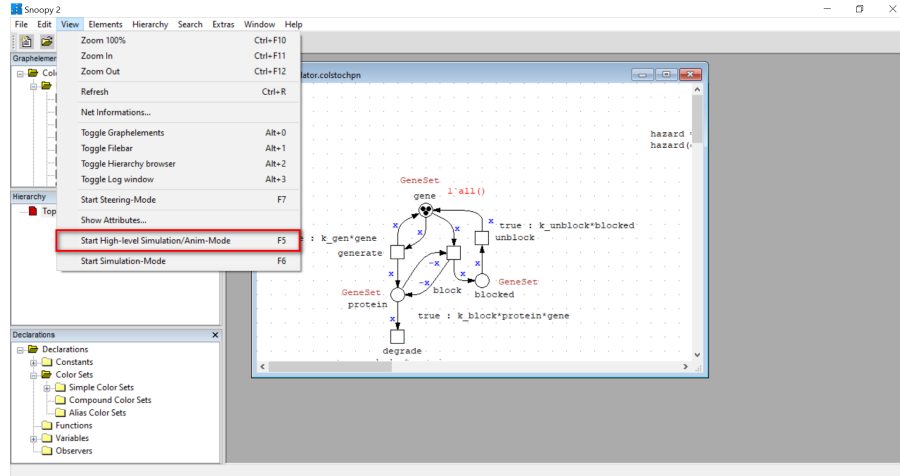 Snoopy 2
File Edit View Elements Hierarchy Search Extras Window Help
Zoom 100% Ctrl+F10
Zoom In Ctrl+F11
Zoom Out Ctrl+F12
Refresh Ctrl+R
Net Informations...
Toggle Graphelements Alt+0
Toggle Filebar Alt+1
Toggle Hierarchy browser Alt+2
Toggle Log window Alt+3
Start Steering-Mode F7
Show Attributes...
Start High-level Simulation/Anim-Mode F5
Start Simulation-Mode F6
Graphelemer
Col
Hierarchy
Top
Declarations
Declarations
Constants
Color Sets
Simple Color Sets
Compound Color Sets
Alias Color Sets
Functions
Variables
Observers
lator.colstochpn
hazard
hazard(
GeneSet
1`all()
gene
x
x
x
x
true : k_unblock*blocked
: k_gen*gene
unblock
generate
~x
x
x
x
~x
block
GeneSet
blocked
GeneSet
protein
x
true : k_block*protein*gene
degrade